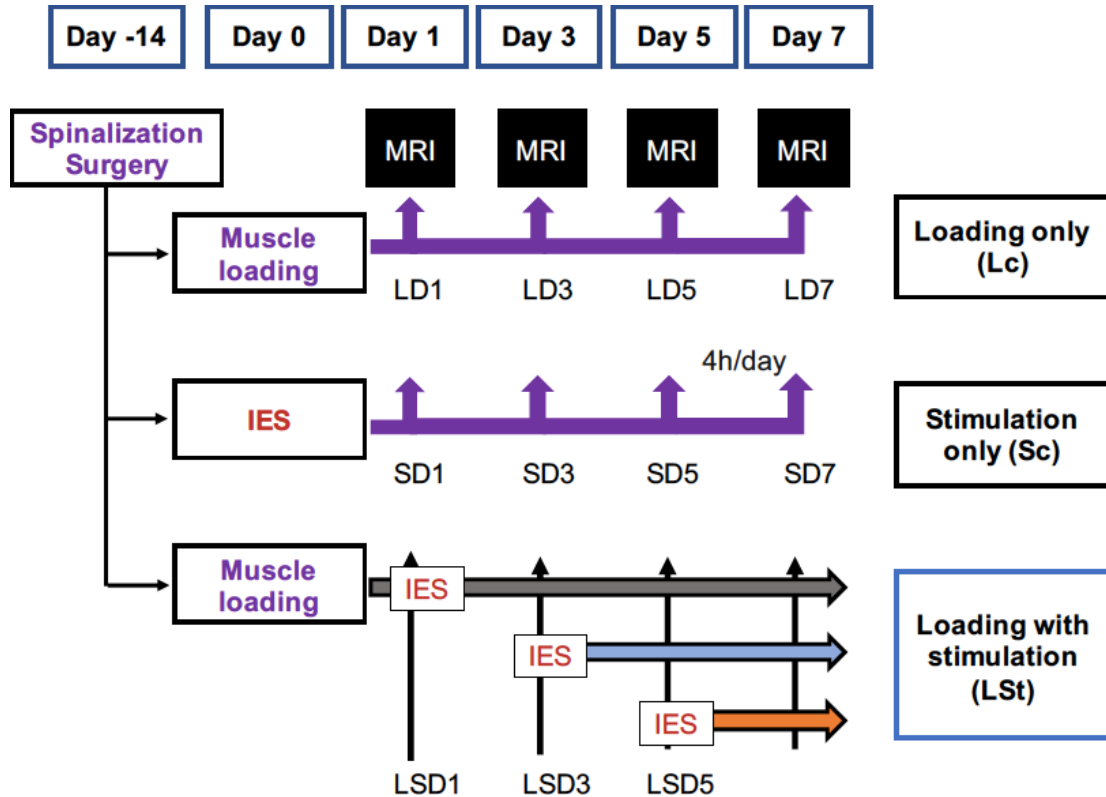 Day -14
Day 0
Day 1
Day 3
Day 5
Day 7
Spinalization
Surgery
MRI
MRI
MRI
MRI
Muscle
loading
LD1
LD3
LD5
LD7
Loading only
(Lc)
4h/day
IES
SD1
SD3
SD5
SD7
Stimulation
only (Sc)
Muscle
loading
IES
IES
IES
LSD1
LSD3
LSD5
Loading with
stimulation
(LSt)